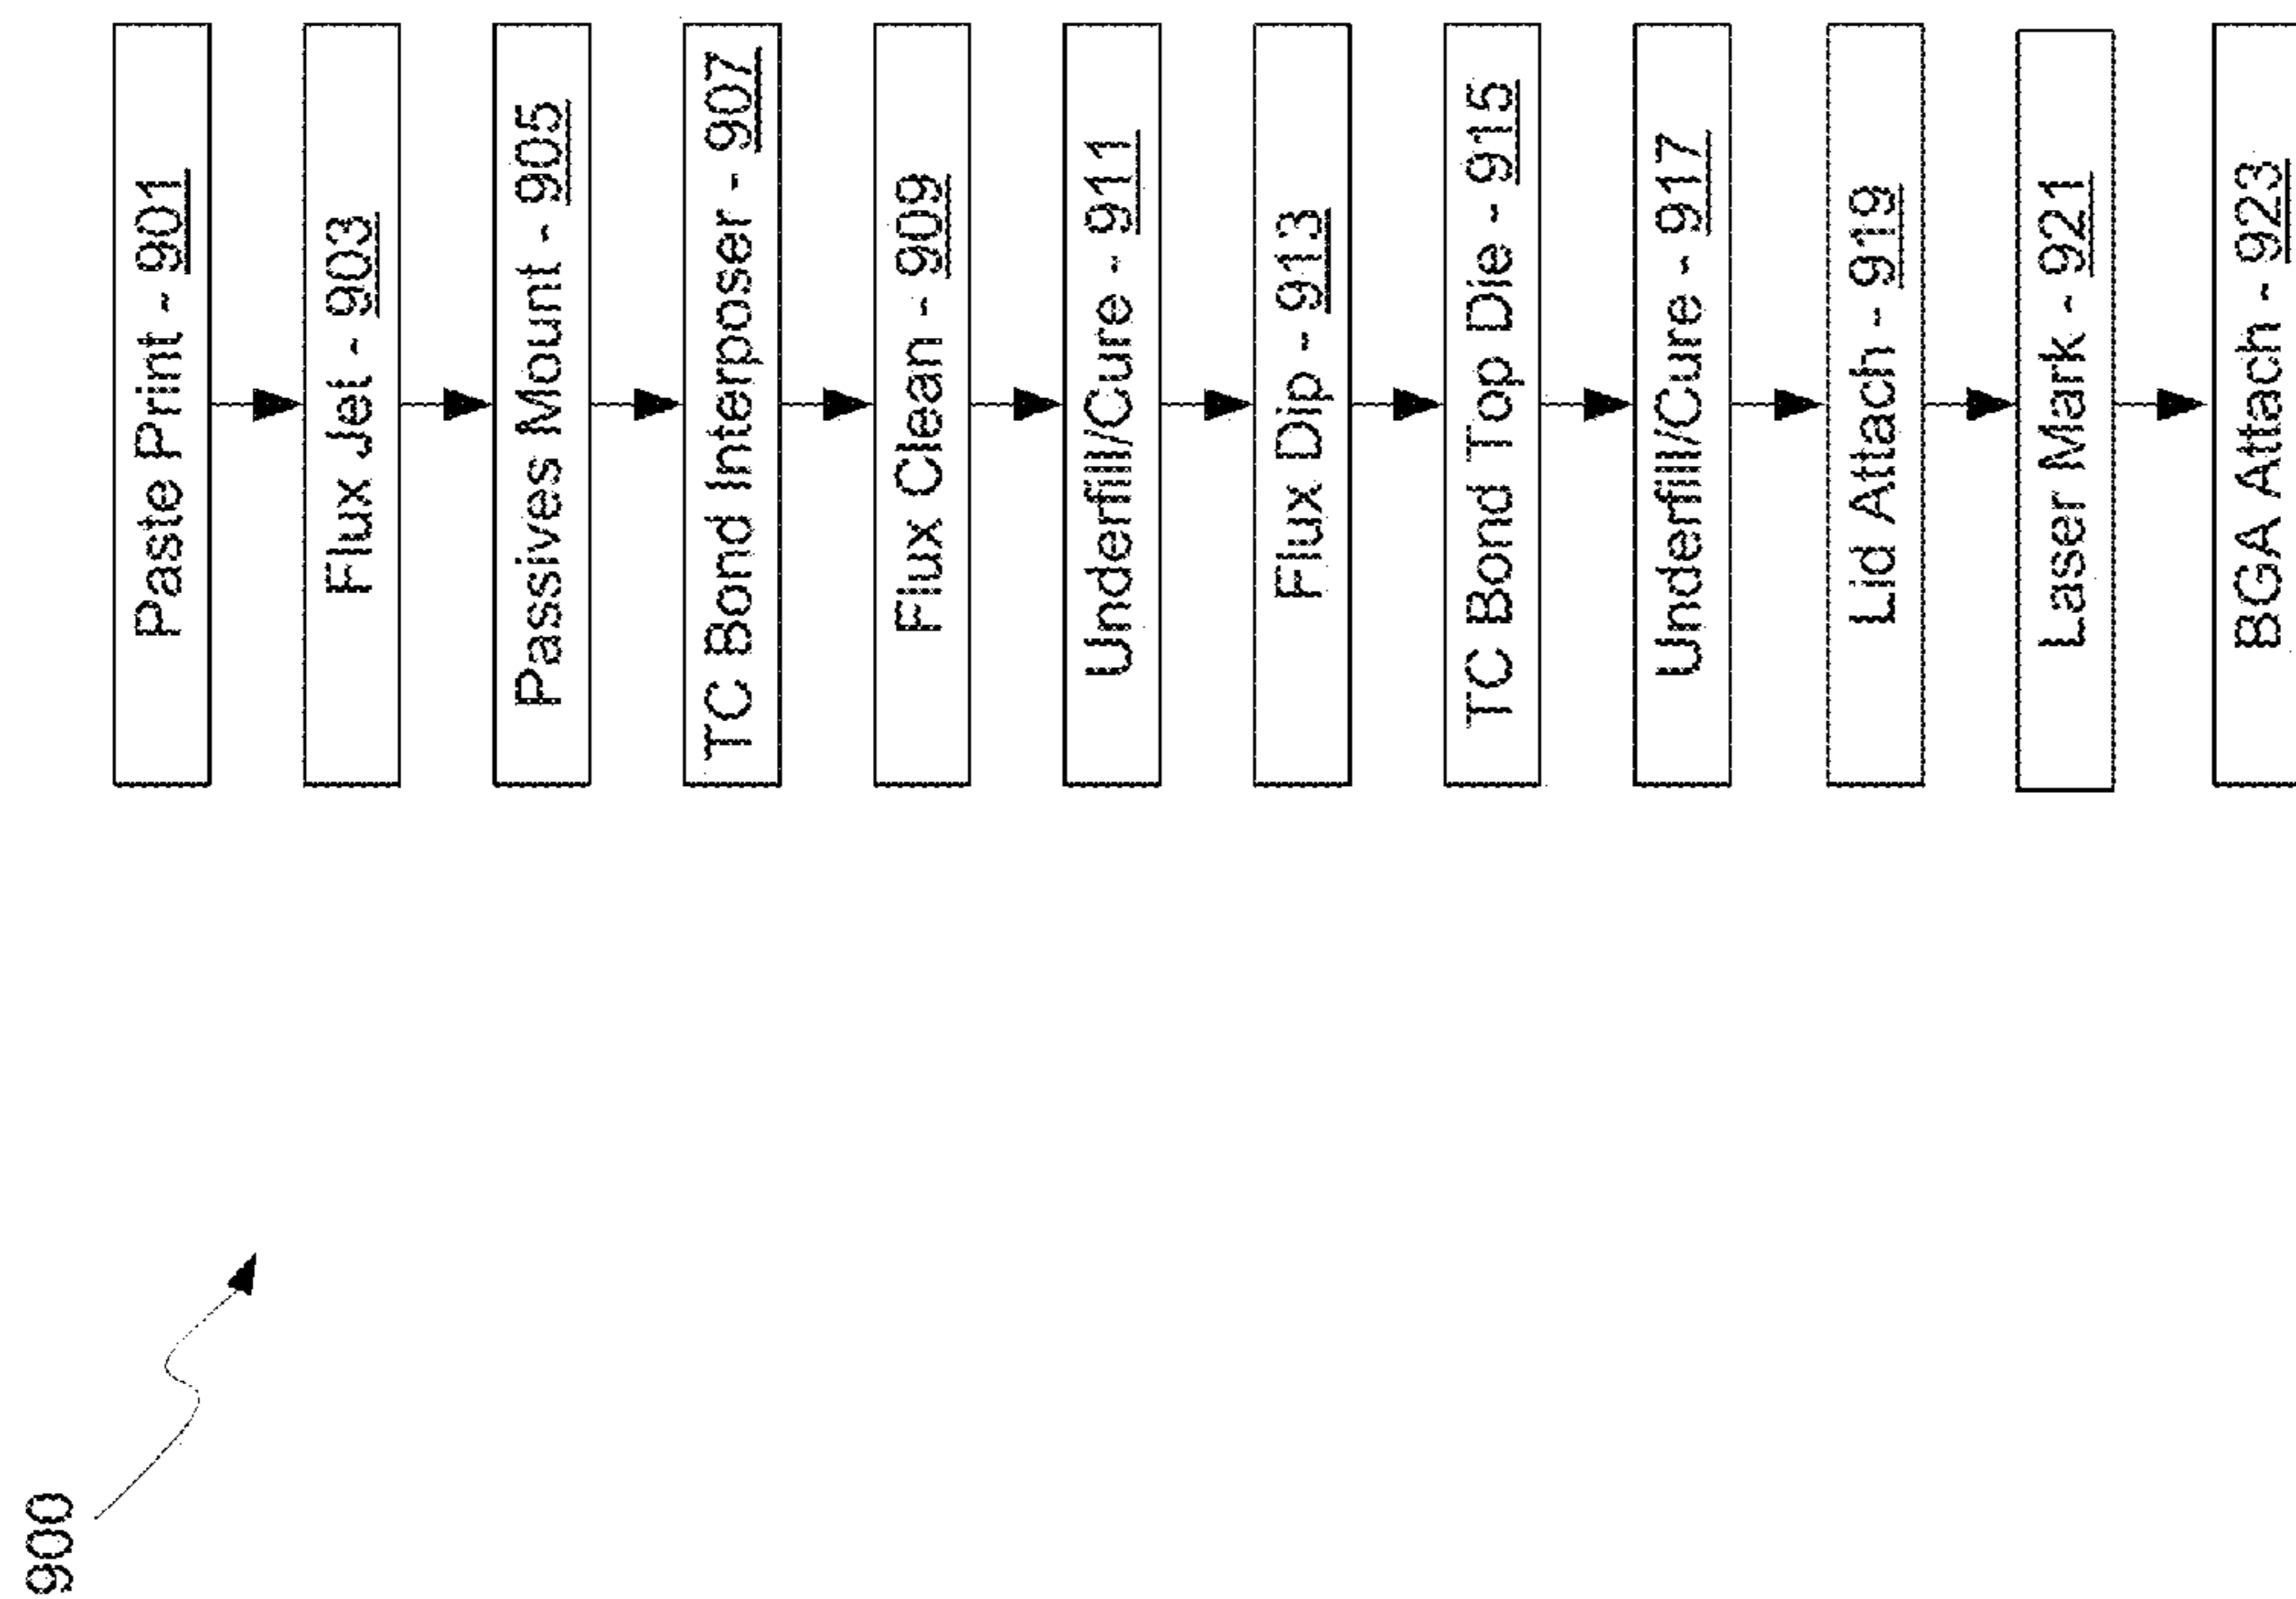 900
Paste Print - 901
Flux Jet - 903
Passives Mount - 905
TC Bond Interposer - 907
Flux Clean - 909
Underfill/Cure - 911
Flux Dip - 913
TC Bond Top Die - 915
Underfill/Cure - 917
Lid Attach - 919
Laser Mark - 921
BGA Attach - 923